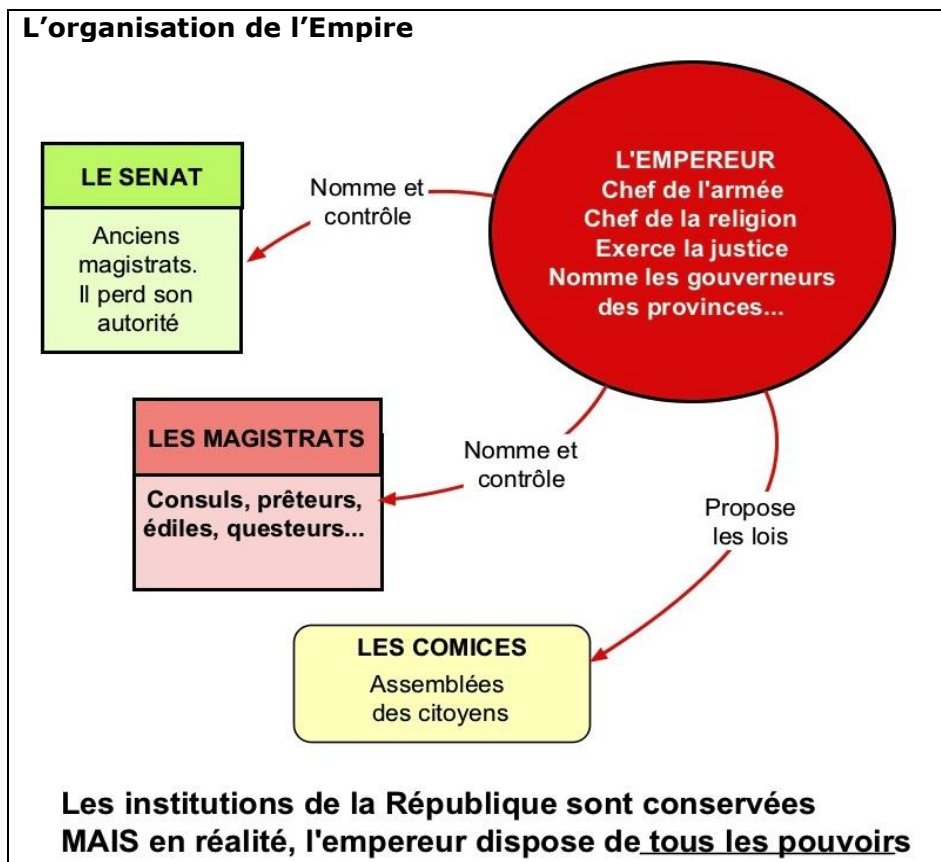 L'organisation de l'Empire
L'EMPEREUR
Chef de l'armée
Chef de la religion
Exerce la justice
Nomme les gouverneurs
des provinces...
Nomme et
contrôle
LE SENAT
Anciens
magistrats.
Il perd son
autorité
Nomme et
contrôle
LES MAGISTRATS
Consuls, prêteurs,
édiles, questeurs...
Propose
les lois
LES COMICES
Assemblées
des citoyens
Les institutions de la République sont conservées
MAIS en réalité, l'empereur dispose de tous les pouvoirs